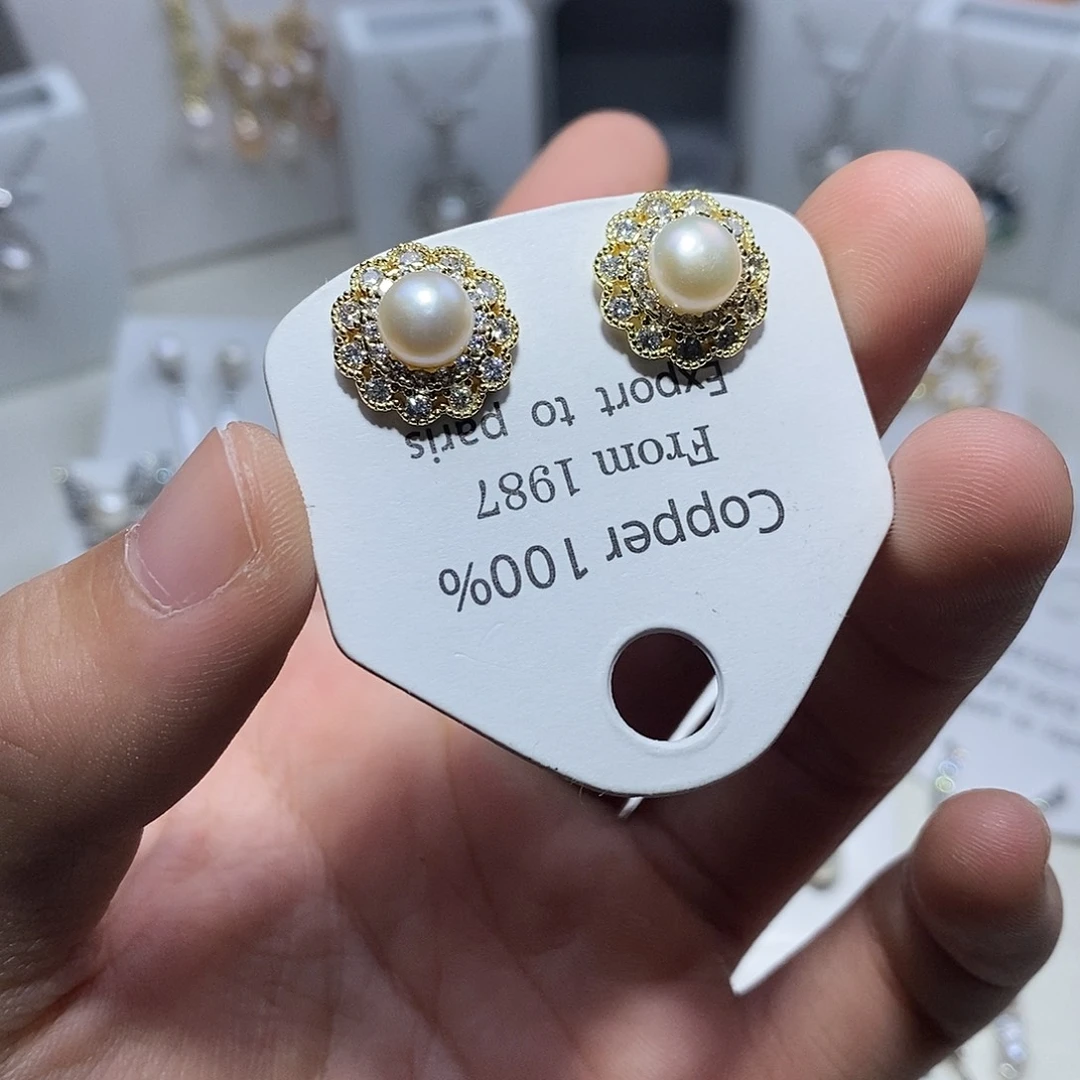 Copper 100%
From 1987
Export to paris